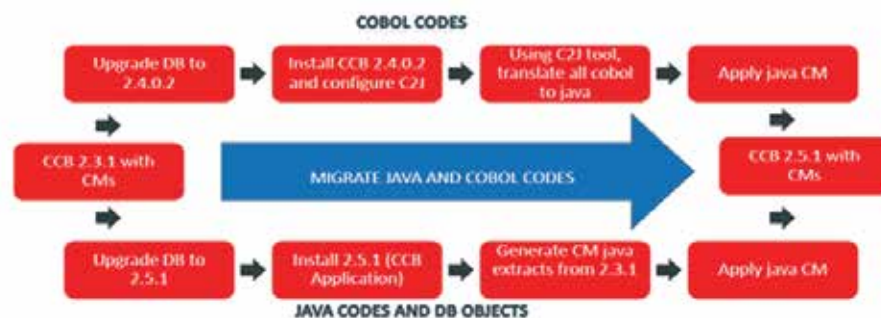 COBOL CODES
Upgrade DB to
2.4.0.2
Install CCB 2.4.0.2
and configure C2J
Using C2J tool,
translate all cobol
to java
Apply java CM
CCB 2.3.1 with
CMs
MIGRATE JAVA AND COBOL CODES
CCB 2.5.1 with
CMs
Upgrade DB to
2.5.1
Install 2.5.1 (CCB
Application)
Generate CM java
extracts from 2.3.1
Apply java CM
JAVA CODES AND DB OBJECTS